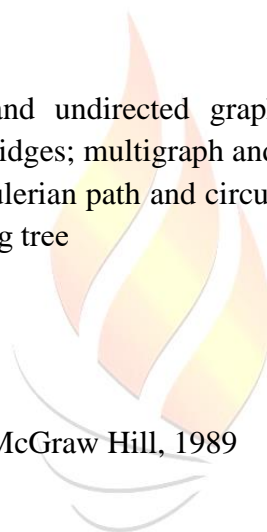 and undirected grap
idges; multigraph and
ulerian path and circu
g tree
McGraw Hill, 1989